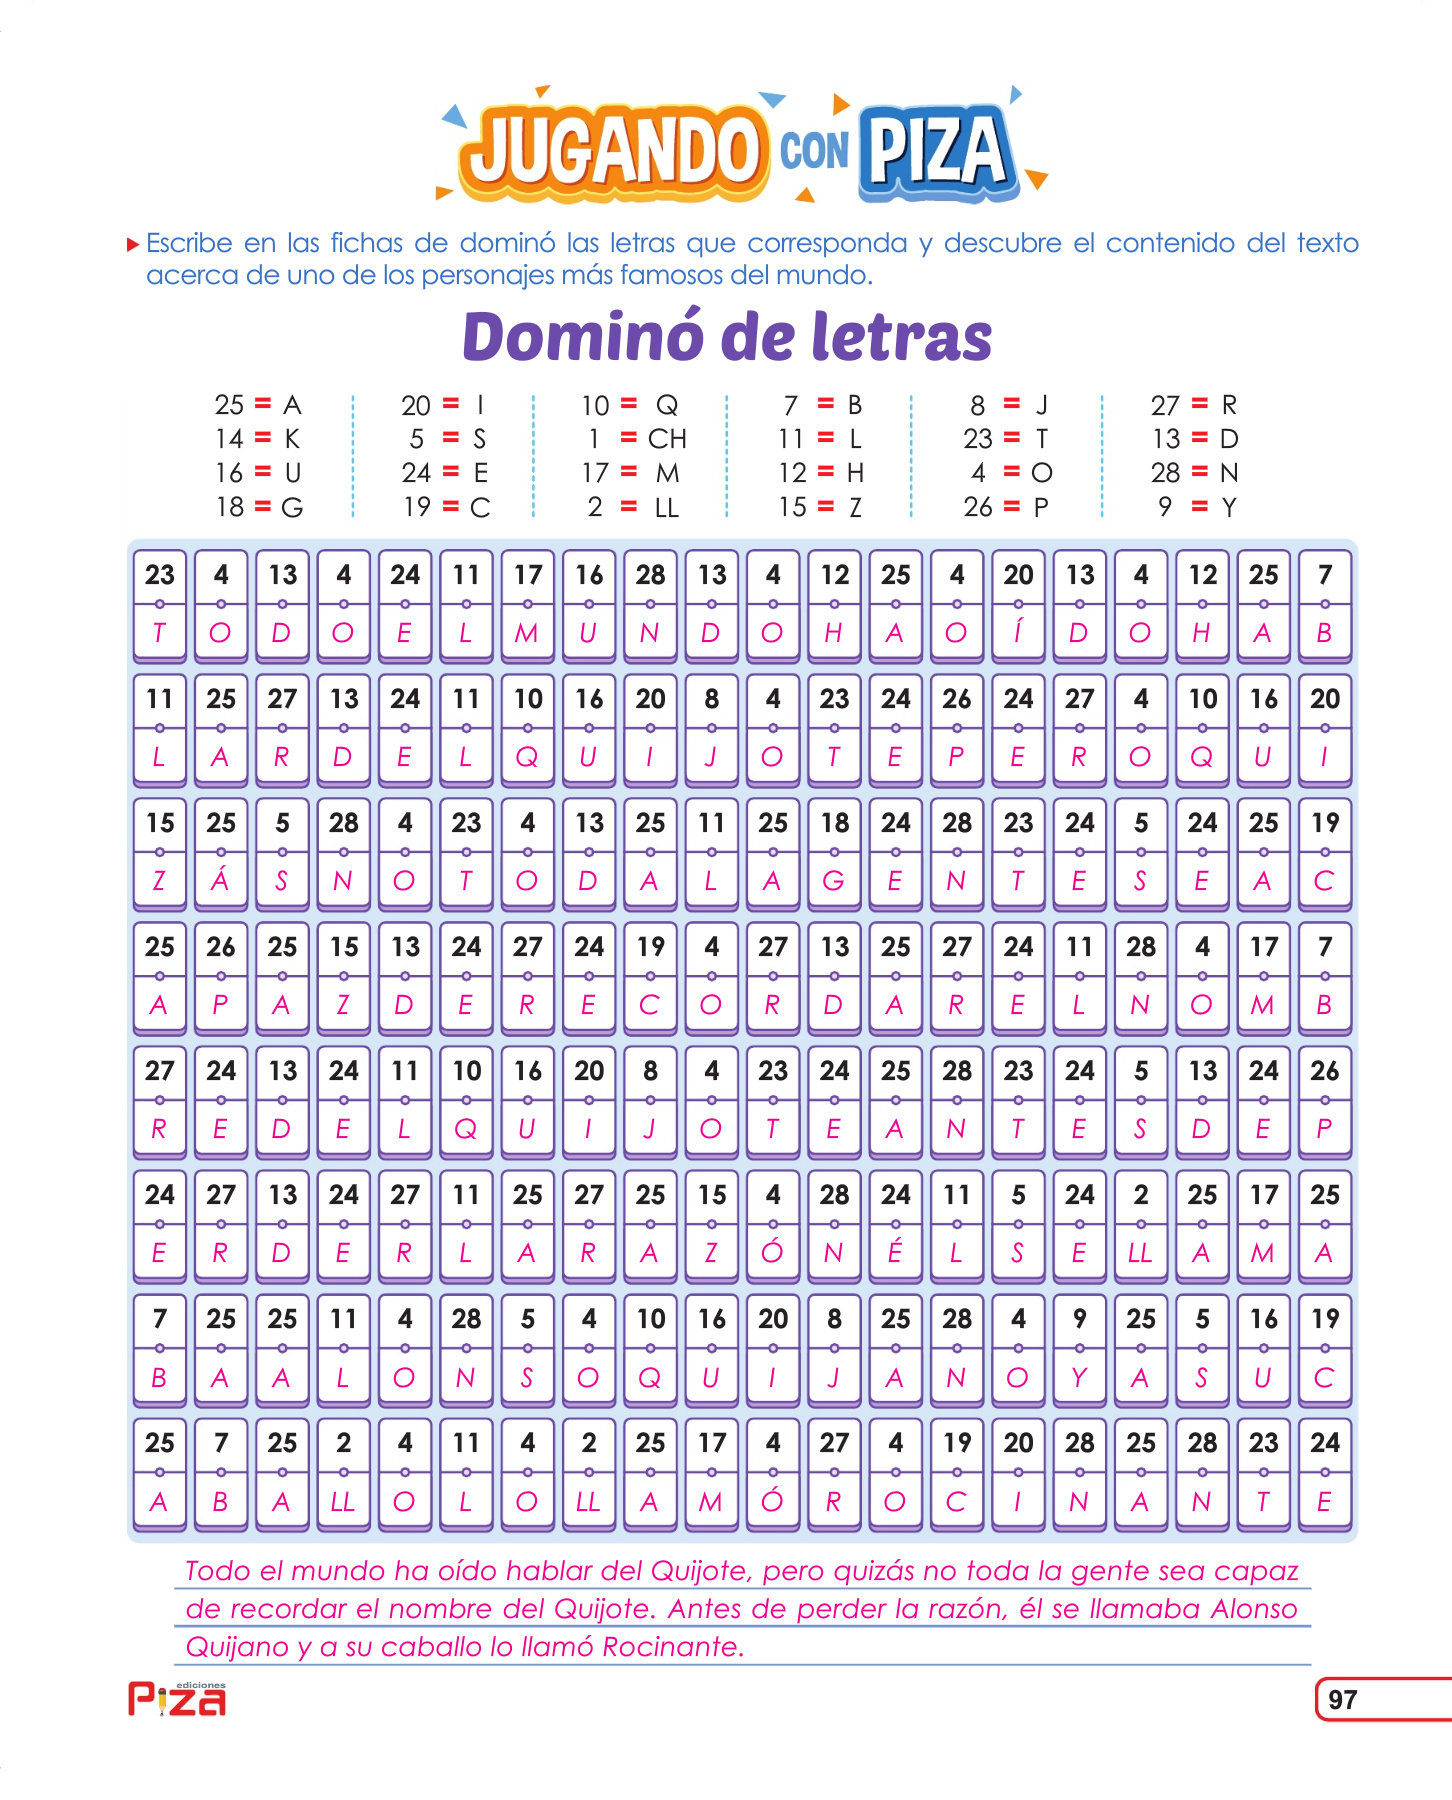 JUGANDO CON PIZA
Escribe en las fichas de dominó las letras que corresponda y descubre el contenido del texto
acerca de uno de los personajes más famosos del mundo.
Dominó de letras
25 = A 20 = I 10 = Q 7 = B 8 = J 27 = R
14 = K 5 = S 1 = CH 11 = L 23 = T 13 = D
16 = U 24 = E 17 = M 12 = H 4 = O 28 = N
18 = G 19 = C 2 = LL 15 = Z 26 = P 9 = Y
23 4 13 4 24 11 17 16 28 13 4 12 25 4 20 13 4 12 25 7
T O D O E L M U N D O H A O Í D O H A B
11 25 27 13 24 11 10 16 20 8 4 23 24 26 24 27 4 10 16 20
L A R D E L Q U I J O T E P E R O Q U I
15 25 5 28 4 23 4 13 25 11 25 18 24 28 23 24 5 24 25 19
Z Á S N O T O D A L A G E N T E S E A C
25 26 25 15 13 24 27 24 19 4 27 13 25 27 24 11 28 4 17 7
A P A Z D E R E C O R D A R E L N O M B
27 24 13 24 11 10 16 20 8 4 23 24 25 28 23 24 5 13 24 26
R E D E L Q U I J O T E A N T E S D E P
24 27 13 24 27 11 25 27 25 15 4 28 24 11 5 24 2 25 17 25
E R D E R L A R A Z Ó N É L S E LL A M A
7 25 25 11 4 28 5 4 10 16 20 8 25 28 4 9 25 5 16 19
B A A L O N S O Q U I J A N O Y A S U C
25 7 25 2 4 11 4 2 25 17 4 27 4 19 20 28 25 28 23 24
A B A LL O L O LL A M Ó R O C I N A N T E
Todo el mundo ha oído hablar del Quijote, pero quizás no toda la gente sea capaz
de recordar el nombre del Quijote. Antes de perder la razón, él se llamaba Alonso
Quijano y a su caballo lo llamó Rocinante.
ediciones
Piza
97